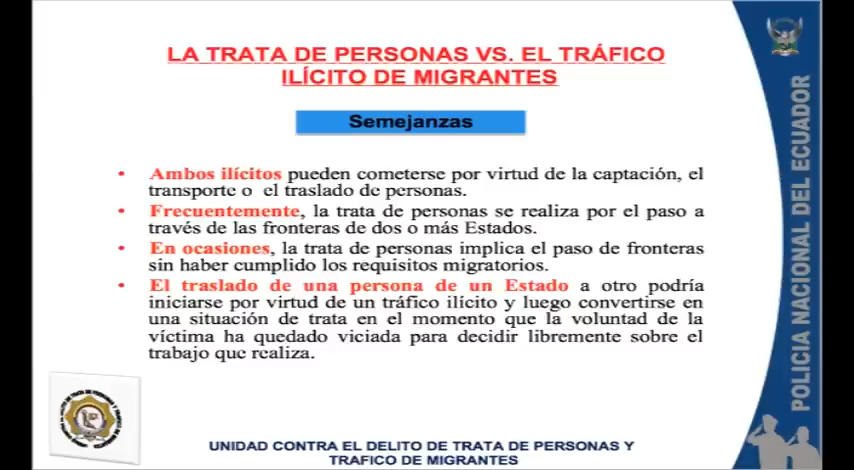 LA TRATA DE PERSONAS VS. EL TRÁFICO
ILÍCITO DE MIGRANTES
Semejanzas
• Ambos ilícitos pueden cometerse por virtud de la captación, el
transporte o el traslado de personas.
• Frecuentemente, la trata de personas se realiza por el paso a
través de las fronteras de dos o más Estados.
• En ocasiones, la trata de personas implica el paso de fronteras
sin haber cumplido los requisitos migratorios.
• El traslado de una persona de un Estado a otro podría
iniciarse por virtud de un tráfico ilícito y luego convertirse en
una situación de trata en el momento que la voluntad de la
víctima ha quedado viciada para decidir libremente sobre el
trabajo que realiza.
POLICIA NACIONAL DEL ECUADOR
UNIDAD CONTRA EL DELITO DE TRATA DE PERSONAS Y
TRAFICO DE MIGRANTES